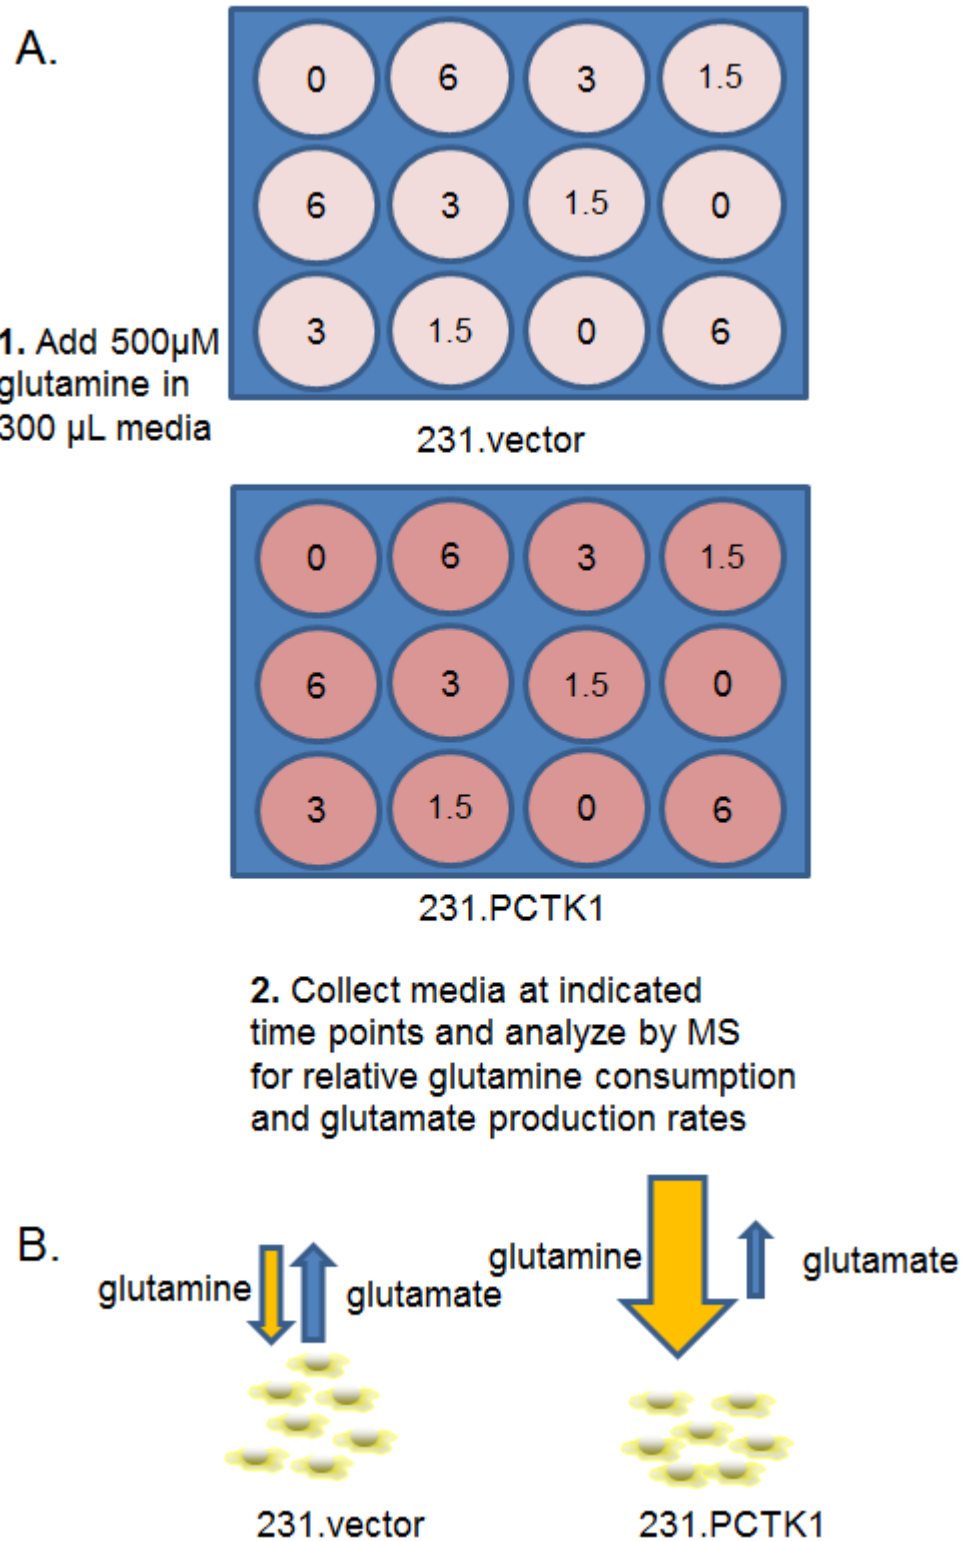 A.
0 6 3 1.5
6 3 1.5 0
3 1.5 0 6
1. Add 500µM
glutamine in
300 µL media
231.vector
0 6 3 1.5
6 3 1.5 0
3 1.5 0 6
231.PCTK1
2. Collect media at indicated
time points and analyze by MS
for relative glutamine consumption
and glutamate production rates
B.
glutamine glutamate
glutamine glutamate
231.vector
231.PCTK1